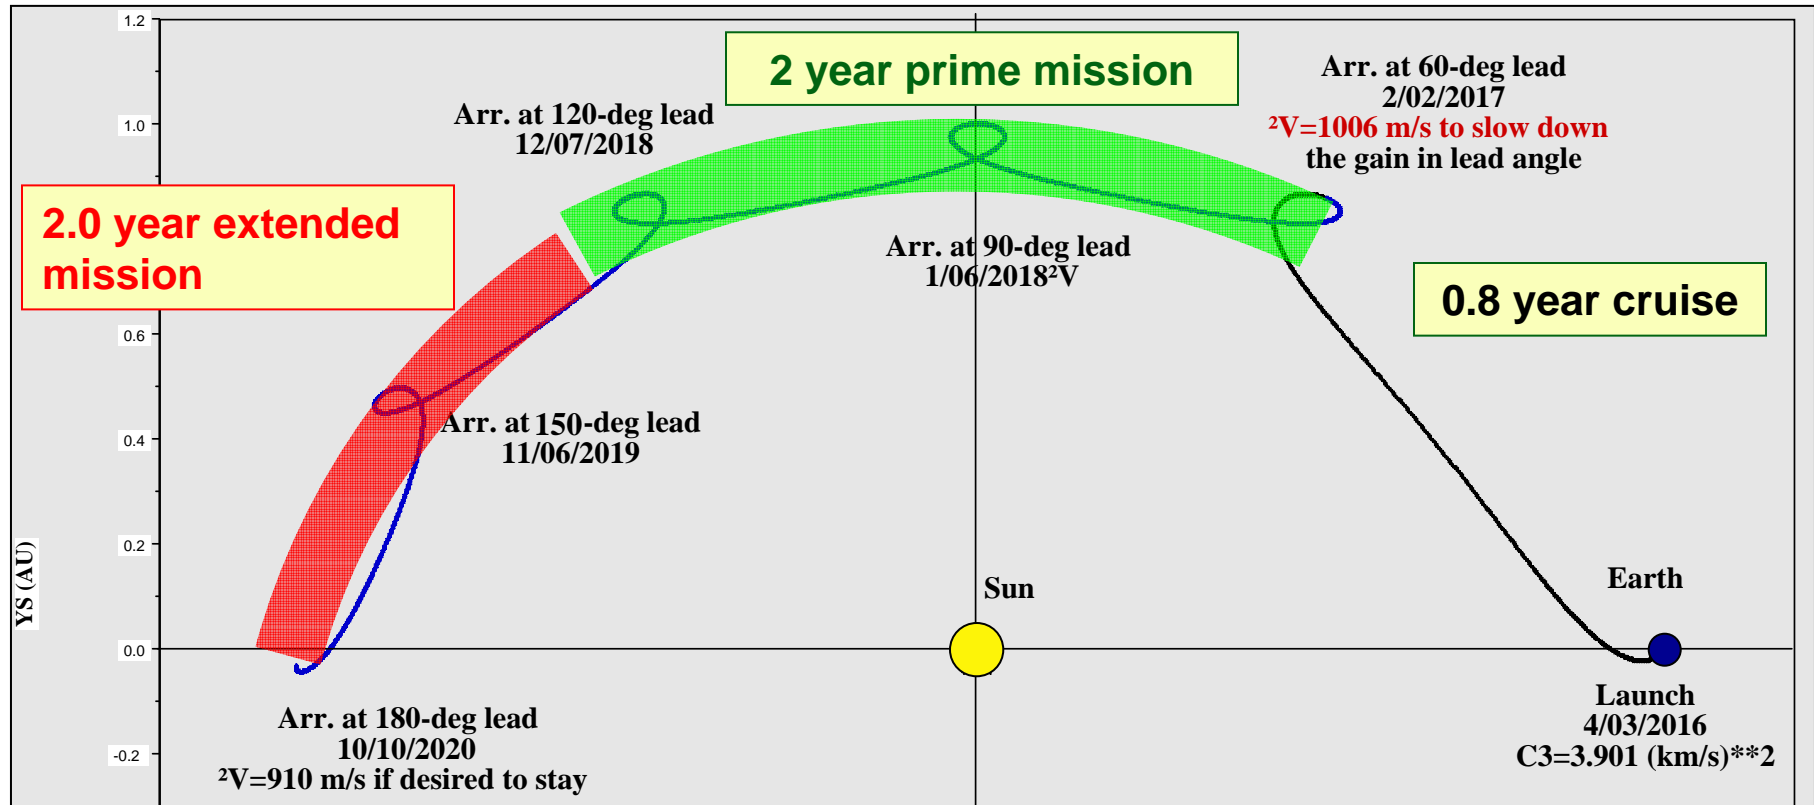 1.2
1.0
0.6
0.4
0.2
0.0
-0.2
YS (AU)
2 year prime mission
Arr. at 60-deg lead
2/02/2017
²V=1006 m/s to slow down
the gain in lead angle
Arr. at 120-deg lead
12/07/2018
2.0 year extended
mission
Arr. at 90-deg lead
1/06/2018²V
0.8 year cruise
Arr. at 150-deg lead
11/06/2019
Sun
Earth
Launch
4/03/2016
C3=3.901 (km/s)**2
Arr. at 180-deg lead
10/10/2020
²V=910 m/s if desired to stay